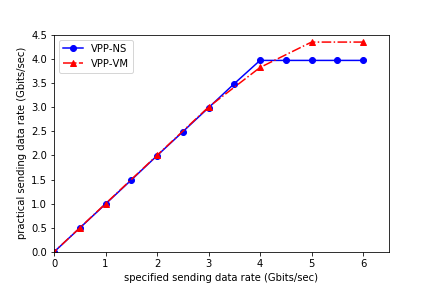 4.5
4.0
3.5
3.0
2.5
2.0
1.5
1.0
0.5
0.0
practical sending data rate (Gbits/sec)
VPP-NS
VPP-VM
0 1 2 3 4 5 6
specified sending data rate (Gbits/sec)